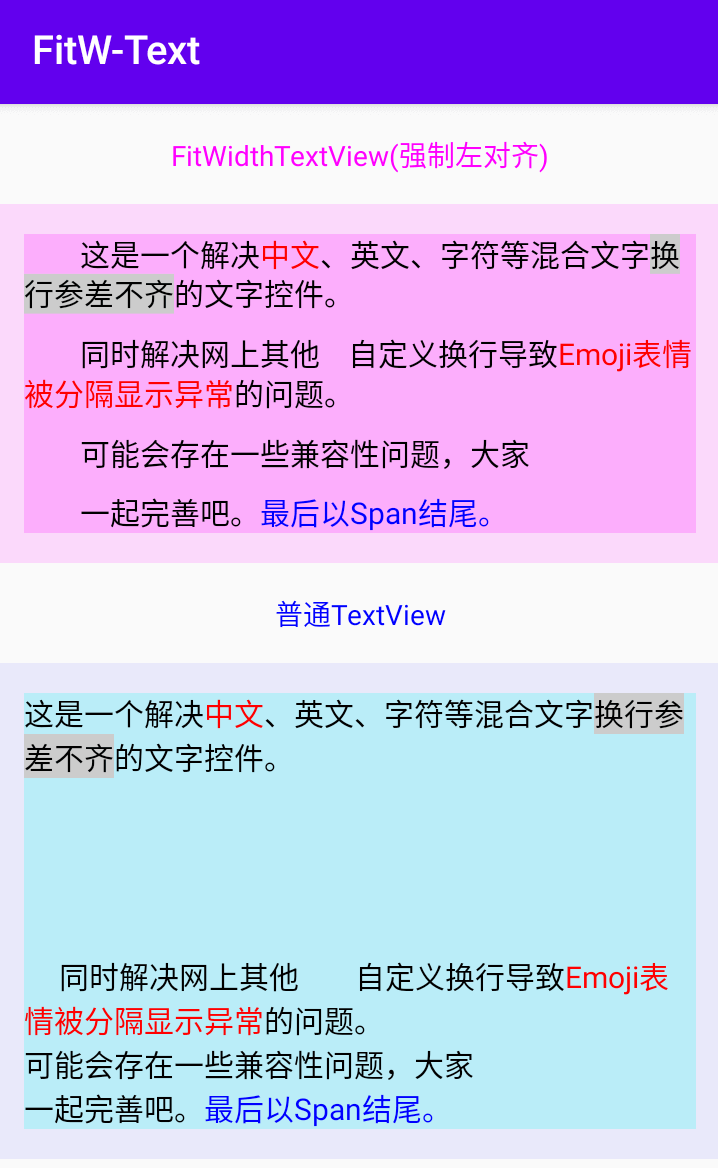 FitW-Text
FitWidthTextView(强制左对齐)
这是一个解决中文、英文、字符等混合文字换
行参差不齐的文字控件。
同时解决网上其他　自定义换行导致Emoji表情
被分隔显示异常的问题。
可能会存在一些兼容性问题，大家
一起完善吧。最后以Span结尾。
普通TextView
这是一个解决中文、英文、字符等混合文字换行参
差不齐的文字控件。
同时解决网上其他　　自定义换行导致Emoji表
情被分隔显示异常的问题。
可能会存在一些兼容性问题，大家
一起完善吧。最后以Span结尾。